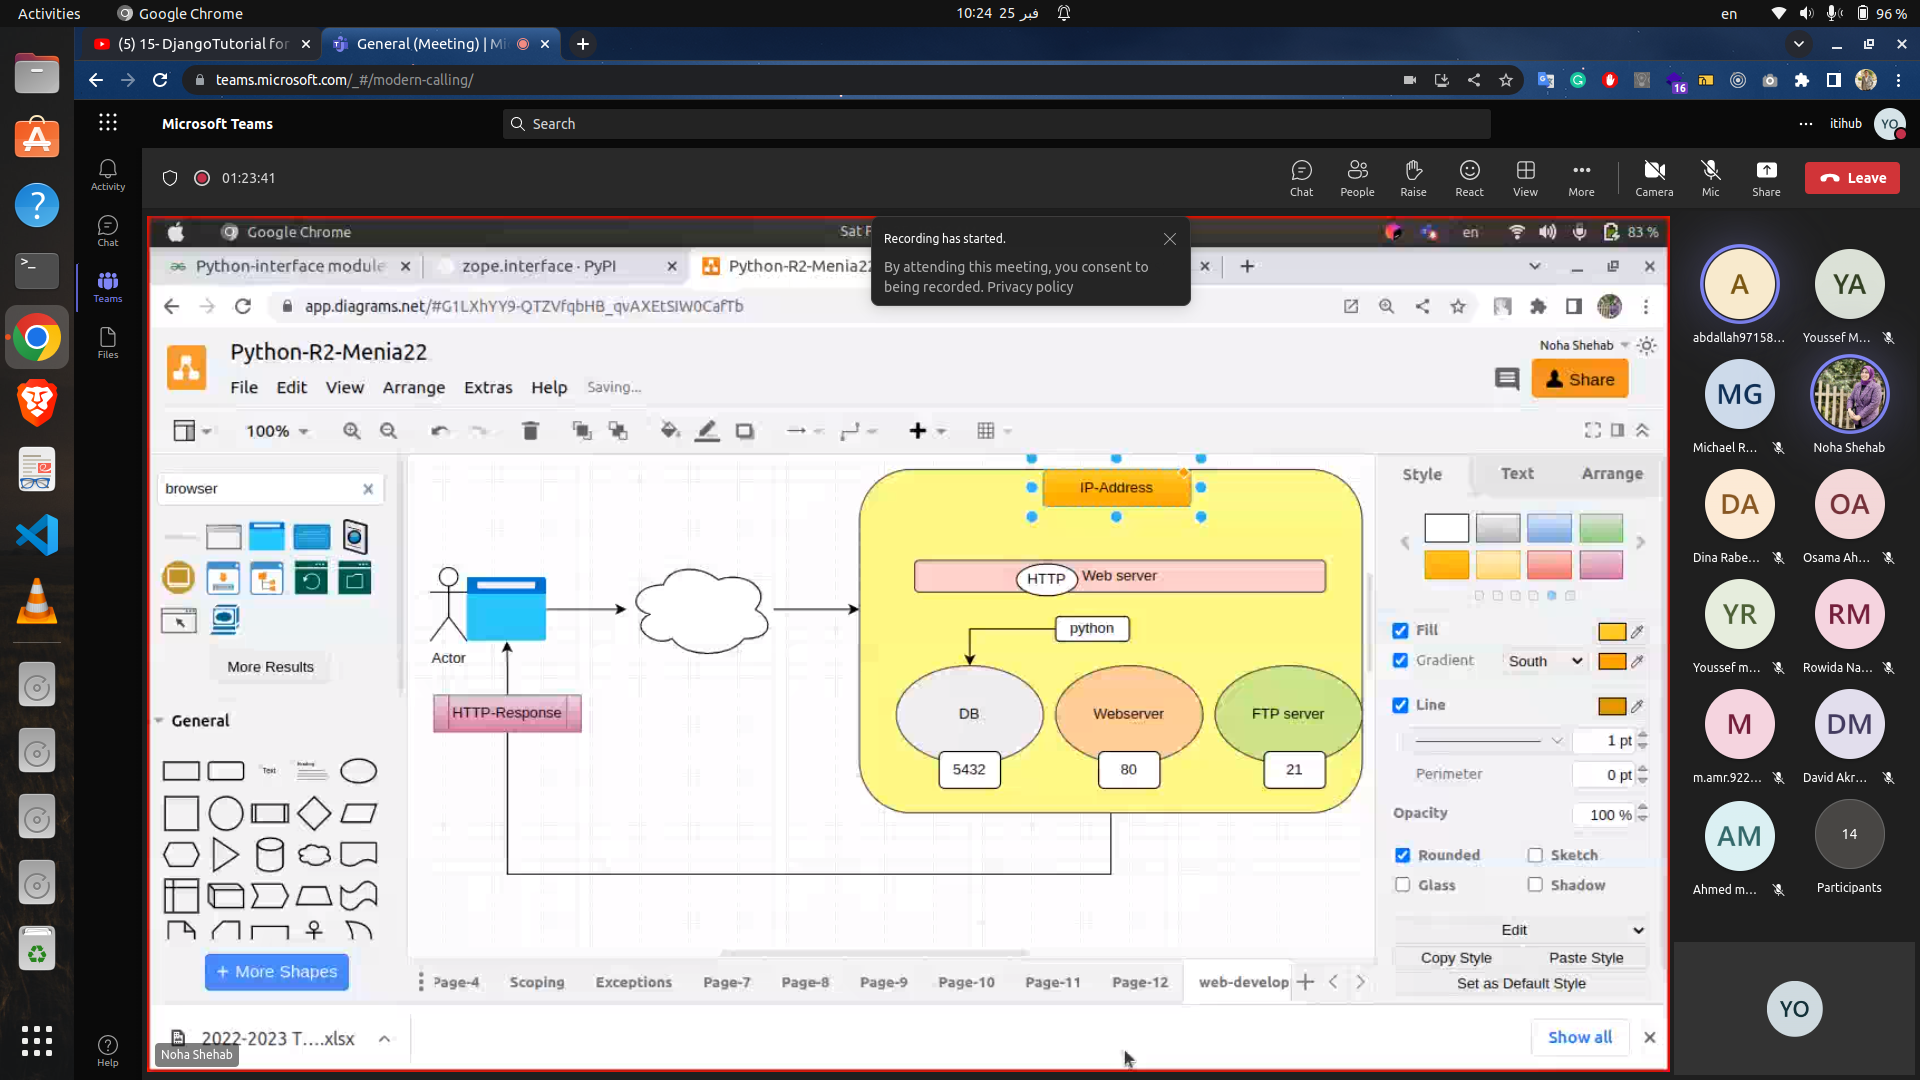 Activities
Google Chrome
10:24 25 فبر
en
96 %
(5) 15- DjangoTutorial for
General (Meeting) | Mi
teams.microsoft.com/_#/modern-calling/
16
Microsoft Teams
Search
itihub
YO
Activity
Chat
Teams
Files
Help
01:23:41
Chat
People
Raise
React
View
More
Camera
Mic
Share
Leave
Google Chrome
Sat F
en
83 %
Recording has started.
By attending this meeting, you consent to
being recorded. Privacy policy
Python-interface module
zope.interface · PyPI
Python-R2-Menia22
app.diagrams.net/#G1LXhYY9-QTZVfqbHB_qvAXEtSIW0CafTb
Python-R2-Menia22
Noha Shehab
File
Edit
View
Arrange
Extras
Help
Saving...
Share
100%
browser
More Results
General
Text
Heading
More Shapes
Actor
HTTP-Response
IP-Address
HTTP
Web server
python
DB
Webserver
FTP server
5432
80
21
Style
Text
Arrange
Fill
Gradient
South
Line
1 pt
Perimeter
0 pt
Opacity
100 %
Rounded
Sketch
Glass
Shadow
Edit
Copy Style
Paste Style
Set as Default Style
Page-4
Scoping
Exceptions
Page-7
Page-8
Page-9
Page-10
Page-11
Page-12
web-develop
2022-2023 T....xlsx
Show all
Noha Shehab
A
abdallah97158...
YA
Youssef M...
MG
Michael R...
Noha Shehab
DA
Dina Rabe...
OA
Osama Ah...
YR
Youssef m...
RM
Rowida Na...
M
m.amr.922...
DM
David Akr...
AM
Ahmed m...
14
Participants
YO